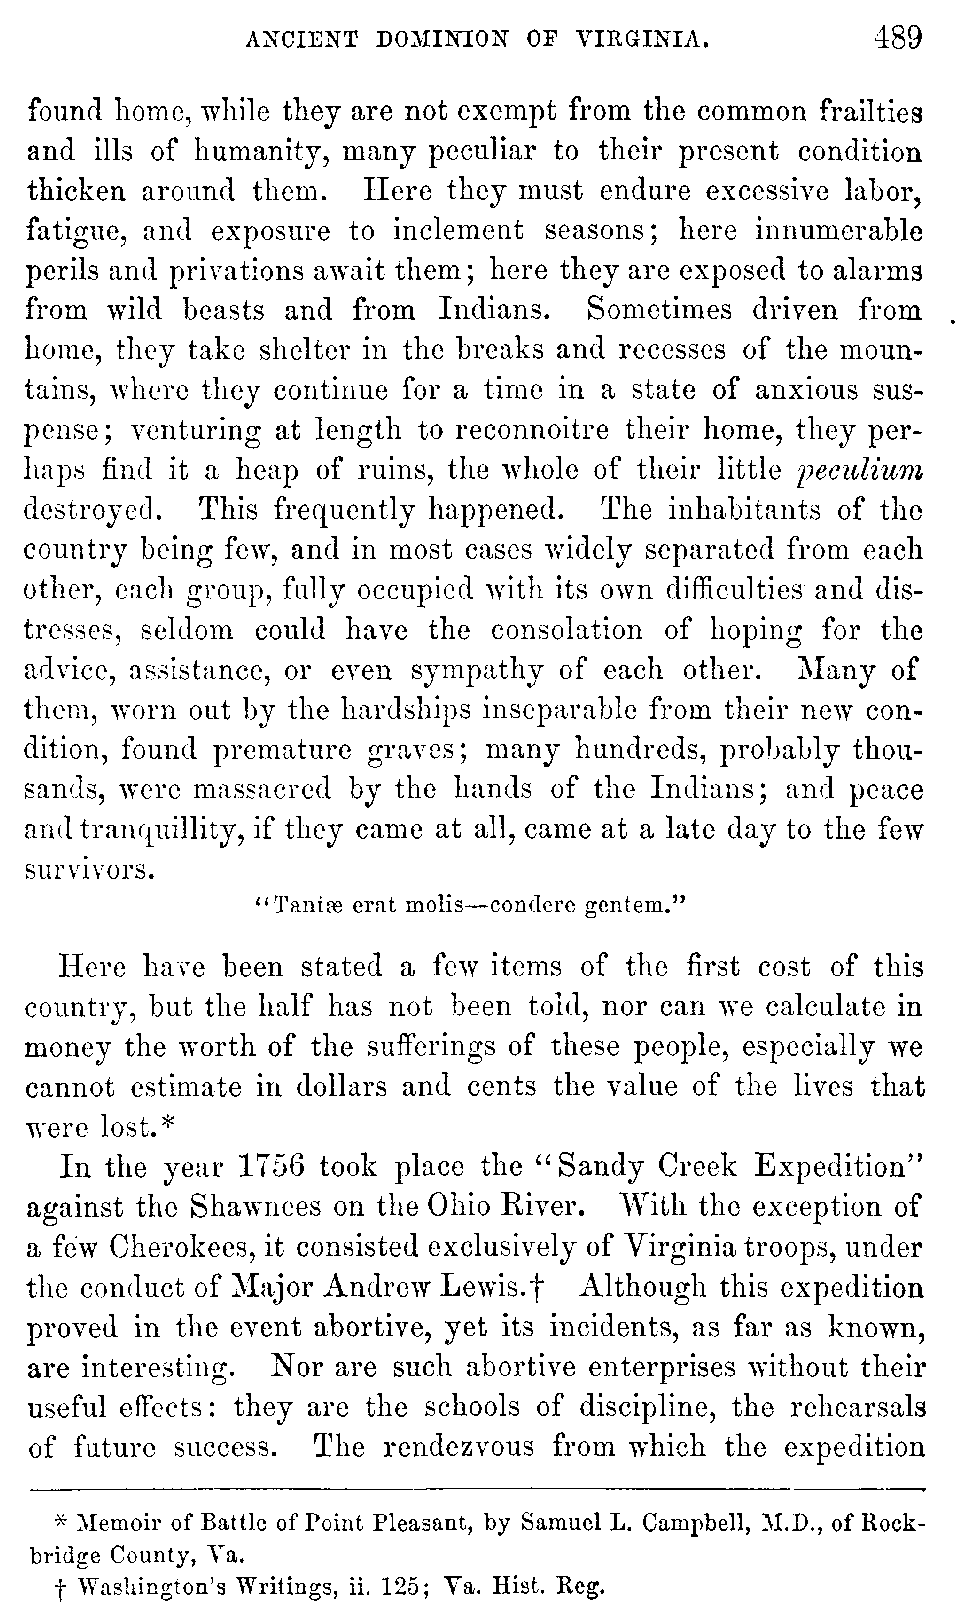 ANCIENT DOMINION OF VIRGINIA. 489
found home, while they are not exempt from the common frailties
and ills of humanity, many peculiar to their present condition
thicken around them. Here they must endure excessive labor,
fatigue, and exposure to inclement seasons; here innumerable
perils and privations await them; here they are exposed to alarms
from wild beasts and from Indians. Sometimes driven from
home, they take shelter in the breaks and recesses of the moun-
tains, where they continue for a time in a state of anxious sus-
pense; venturing at length to reconnoitre their home, they per-
haps find it a heap of ruins, the whole of their little peculium
destroyed. This frequently happened. The inhabitants of the
country being few, and in most cases widely separated from each
other, each group, fully occupied with its own difficulties and dis-
tresses, seldom could have the consolation of hoping for the
advice, assistance, or even sympathy of each other. Many of
them, worn out by the hardships inseparable from their new con-
dition, found premature graves; many hundreds, probably thou-
sands, were massacred by the hands of the Indians; and peace
and tranquillity, if they came at all, came at a late day to the few
survivors.
"Taniæ erat molis—condere gentem."
Here have been stated a few items of the first cost of this
country, but the half has not been told, nor can we calculate in
money the worth of the sufferings of these people, especially we
cannot estimate in dollars and cents the value of the lives that
were lost.*
In the year 1756 took place the "Sandy Creek Expedition"
against the Shawnees on the Ohio River. With the exception of
a few Cherokees, it consisted exclusively of Virginia troops, under
the conduct of Major Andrew Lewis.† Although this expedition
proved in the event abortive, yet its incidents, as far as known,
are interesting. Nor are such abortive enterprises without their
useful effects: they are the schools of discipline, the rehearsals
of future success. The rendezvous from which the expedition
* Memoir of Battle of Point Pleasant, by Samuel L. Campbell, M.D., of Rock-
bridge County, Va.
† Washington's Writings, ii. 125; Va. Hist. Reg.